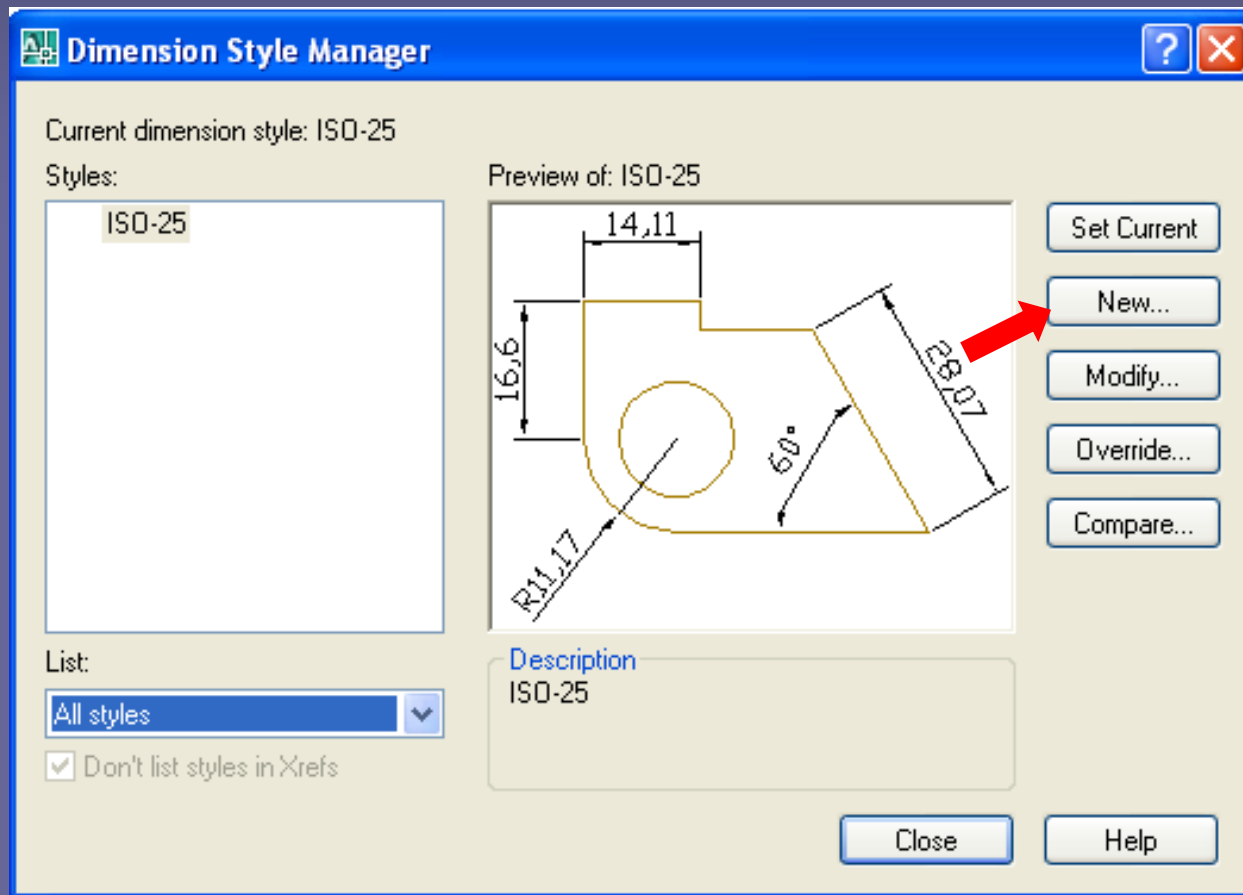 Dimension Style Manager
Current dimension style: ISO-25
Styles:
ISO-25
Preview of: ISO-25
14,11
16,6
28,07
60°
R11,17
Set Current
New...
Modify...
Override...
Compare...
List:
All styles
Don't list styles in Xrefs
Description
ISO-25
Close
Help